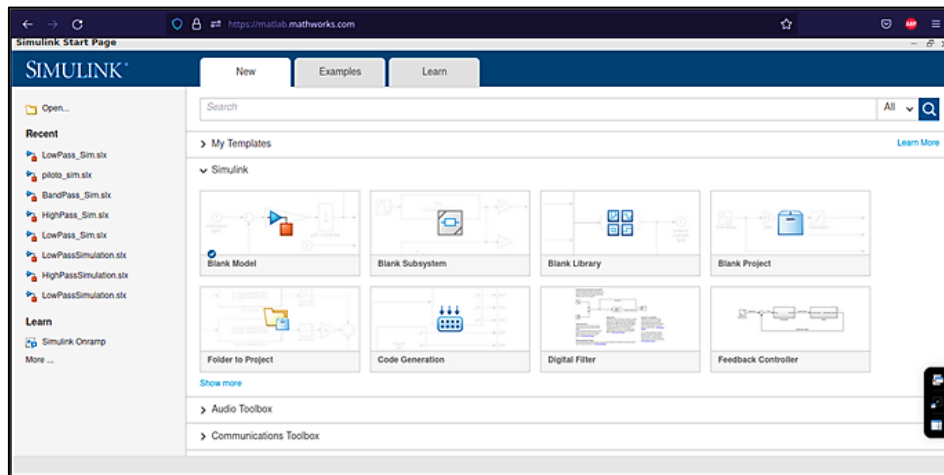 https://matlab.mathworks.com
ABP
Simulink Start Page
SIMULINK®
New
Examples
Learn
Open...
Recent
LowPass_Sim.slx
piloto_sim.slx
BandPass_Sim.slx
HighPass_Sim.slx
LowPass_Sim.slx
LowPassSimulation.slx
HighPassSimulation.slx
LowPassSimulation.slx
Learn
Simulink Onramp
More ...
Search
All
My Templates
Learn More
Simulink
Blank Model
Blank Subsystem
Blank Library
Blank Project
Folder to Project
Code Generation
Digital Filter
Feedback Controller
Show more
Audio Toolbox
Communications Toolbox